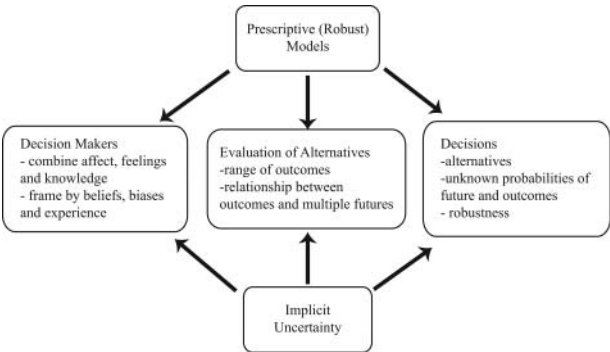 Prescriptive (Robust)
Models
Decision Makers
- combine affect, feelings
and knowledge
- frame by beliefs, biases
and experience
Evaluation of Alternatives
-range of outcomes
-relationship between
outcomes and multiple futures
Decisions
-alternatives
-unknown probabilities of
future and outcomes
- robustness
Implicit
Uncertainty